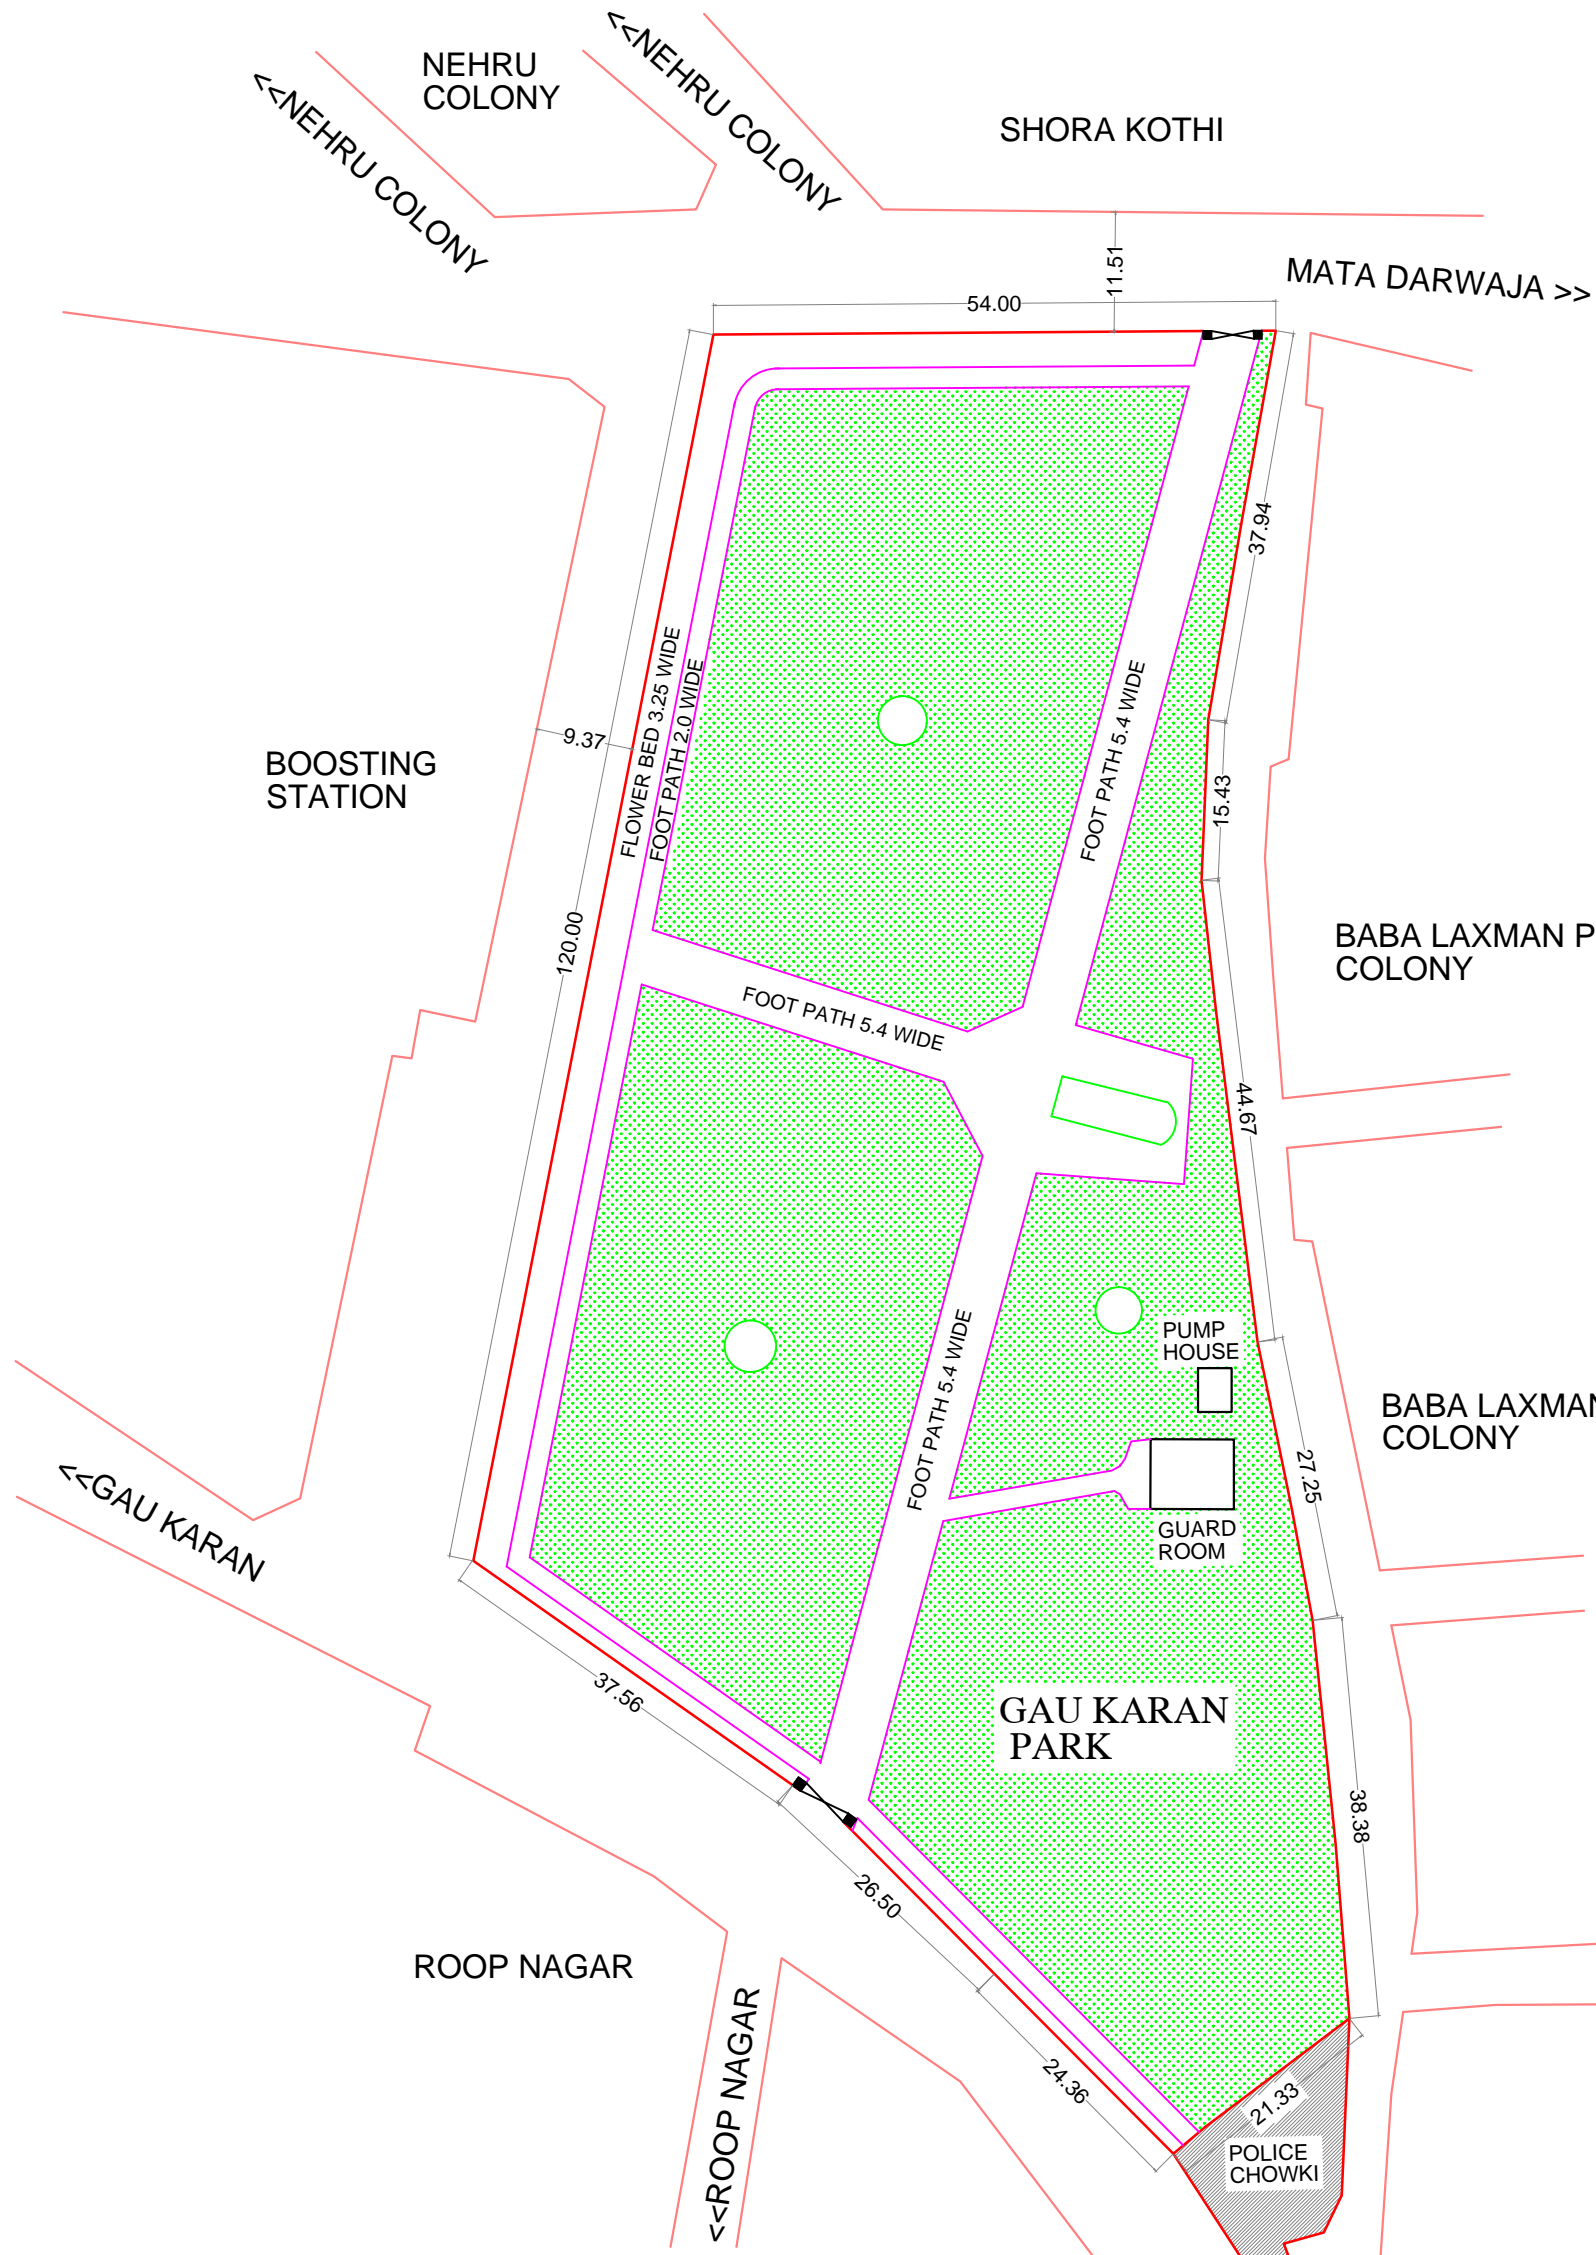 NEHRU
COLONY
<<NEHRU COLONY
<<NEHRU COLONY
SHORA KOTHI
MATA DARWAJA >>
11.51
54.00
37.94
FLOWER BED 3.25 WIDE
FOOT PATH 2.0 WIDE
FOOT PATH 5.4 WIDE
9.37
BOOSTING
STATION
15.43
120.00
BABA LAXMAN P
COLONY
FOOT PATH 5.4 WIDE
44.67
PUMP
HOUSE
FOOT PATH 5.4 WIDE
BABA LAXMAN
COLONY
27.25
<<GAU KARAN
GUARD
ROOM
37.56
GAU KARAN
PARK
38.38
26.50
ROOP NAGAR
<<ROOP NAGAR
24.36
21.33
POLICE
CHOWKI